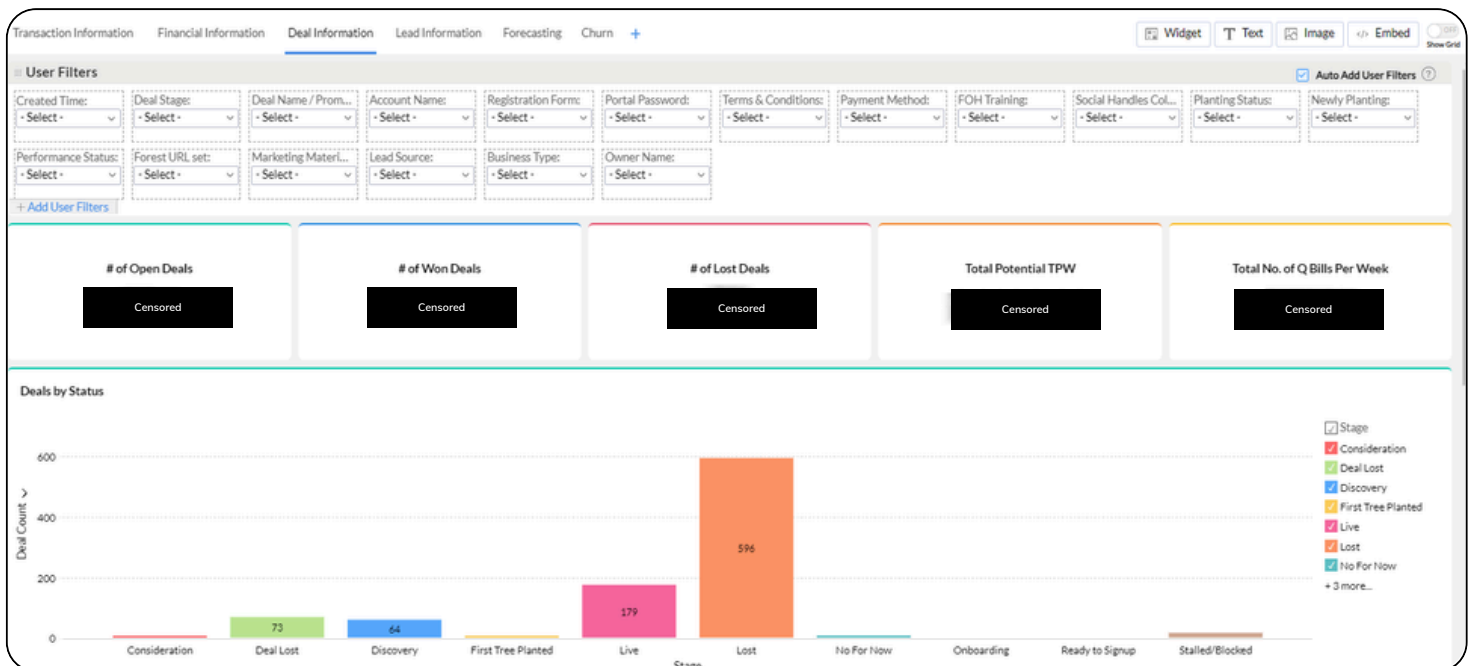 Transaction Information Financial Information Deal Information Lead Information Forecasting Churn + Widget Text Image Embed OFF
Show Grid
User Filters Auto Add User Filters ?
Created Time: Deal Stage: Deal Name / Prom... Account Name: Registration Form: Portal Password: Terms & Conditions: Payment Method: FOH Training: Social Handles Col... Planting Status: Newly Planting:
- Select - - Select - - Select - - Select - - Select - - Select - - Select - - Select - - Select - - Select - - Select - - Select -
Performance Status: Forest URL set: Marketing Materi... Lead Source: Business Type: Owner Name:
- Select - - Select - - Select - - Select - - Select - - Select -
+ Add User Filters
# of Open Deals # of Won Deals # of Lost Deals Total Potential TPW Total No. of Q Bills Per Week
Censored Censored Censored Censored Censored
Deals by Status
Stage
Consideration
Deal Lost
Discovery
First Tree Planted
Live
Lost
No For Now
+ 3 more...
Deal Count
600
400
200
0
73 64 179 596
Consideration Deal Lost Discovery First Tree Planted Live Lost No For Now Onboarding Ready to Signup Stalled/Blocked
Stage